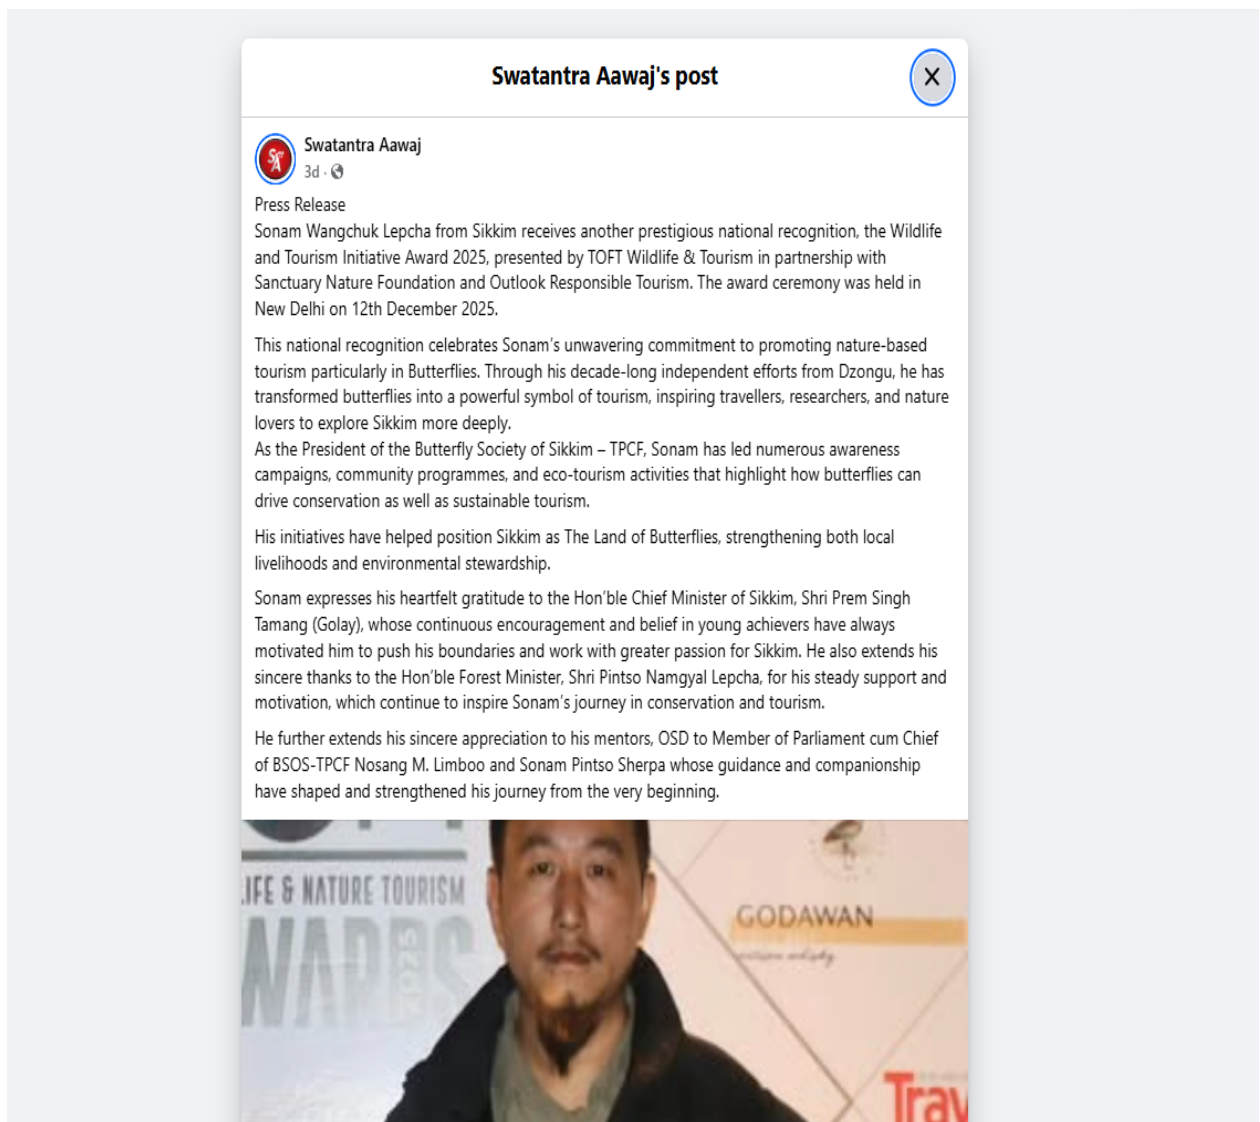 Swatantra Aawaj's post
Swatantra Aawaj
3d ·
Press Release
Sonam Wangchuk Lepcha from Sikkim receives another prestigious national recognition, the Wildlife
and Tourism Initiative Award 2025, presented by TOFT Wildlife & Tourism in partnership with
Sanctuary Nature Foundation and Outlook Responsible Tourism. The award ceremony was held in
New Delhi on 12th December 2025.
This national recognition celebrates Sonam's unwavering commitment to promoting nature-based
tourism particularly in Butterflies. Through his decade-long independent efforts from Dzongu, he has
transformed butterflies into a powerful symbol of tourism, inspiring travellers, researchers, and nature
lovers to explore Sikkim more deeply.
As the President of the Butterfly Society of Sikkim – TPCF, Sonam has led numerous awareness
campaigns, community programmes, and eco-tourism activities that highlight how butterflies can
drive conservation as well as sustainable tourism.
His initiatives have helped position Sikkim as The Land of Butterflies, strengthening both local
livelihoods and environmental stewardship.
Sonam expresses his heartfelt gratitude to the Hon'ble Chief Minister of Sikkim, Shri Prem Singh
Tamang (Golay), whose continuous encouragement and belief in young achievers have always
motivated him to push his boundaries and work with greater passion for Sikkim. He also extends his
sincere thanks to the Hon'ble Forest Minister, Shri Pintso Namgyal Lepcha, for his steady support and
motivation, which continue to inspire Sonam's journey in conservation and tourism.
He further extends his sincere appreciation to his mentors, OSD to Member of Parliament cum Chief
of BSOS-TPCF Nosang M. Limboo and Sonam Pintso Sherpa whose guidance and companionship
have shaped and strengthened his journey from the very beginning.
IFE & NATURE TOURISM
WARDS 2025
GODAWAN
Trav